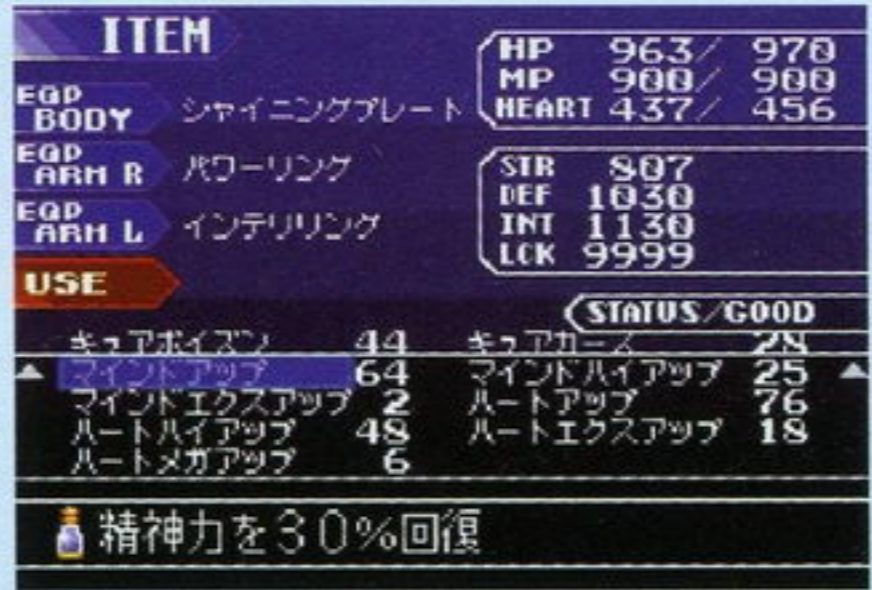 ITEM
HP 963/ 970
MP 900/ 900
HEART 437/ 456
EQP BODY シャイニングプレート
EQP ARM R パワーリング
EQP ARM L インテリリング
STR 807
DEF 1030
INT 1130
LCK 9999
USE
STATUS/GOOD
キュアポイズン 44 キュアカース 28
マインドアップ 64 マインドハイアップ 25
マインドエクスアップ 2 ハートアップ 76
ハートハイアップ 48 ハートエクスアップ 18
ハートメガアップ 6
精神力を30%回復